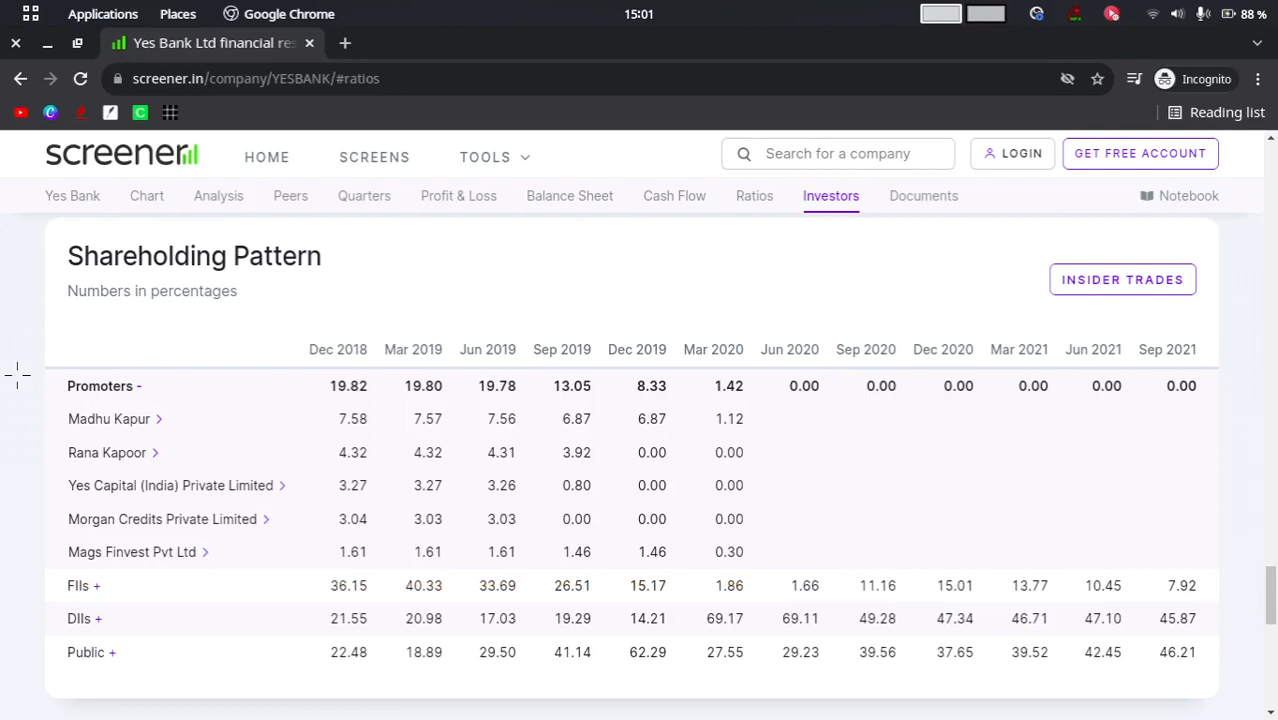 Applications Places Google Chrome 15:01 88 %
Yes Bank Ltd financial res
screener.in/company/YESBANK/#ratios Incognito
Reading list
screener HOME SCREENS TOOLS Search for a company LOGIN GET FREE ACCOUNT
Yes Bank Chart Analysis Peers Quarters Profit & Loss Balance Sheet Cash Flow Ratios Investors Documents Notebook
Shareholding Pattern
Numbers in percentages
INSIDER TRADES
Dec 2018 Mar 2019 Jun 2019 Sep 2019 Dec 2019 Mar 2020 Jun 2020 Sep 2020 Dec 2020 Mar 2021 Jun 2021 Sep 2021
Promoters - 19.82 19.80 19.78 13.05 8.33 1.42 0.00 0.00 0.00 0.00 0.00 0.00
Madhu Kapur 7.58 7.57 7.56 6.87 6.87 1.12
Rana Kapoor 4.32 4.32 4.31 3.92 0.00 0.00
Yes Capital (India) Private Limited 3.27 3.27 3.26 0.80 0.00 0.00
Morgan Credits Private Limited 3.04 3.03 3.03 0.00 0.00 0.00
Mags Finvest Pvt Ltd 1.61 1.61 1.61 1.46 1.46 0.30
FIIs + 36.15 40.33 33.69 26.51 15.17 1.86 1.66 11.16 15.01 13.77 10.45 7.92
DIIs + 21.55 20.98 17.03 19.29 14.21 69.17 69.11 49.28 47.34 46.71 47.10 45.87
Public + 22.48 18.89 29.50 41.14 62.29 27.55 29.23 39.56 37.65 39.52 42.45 46.21